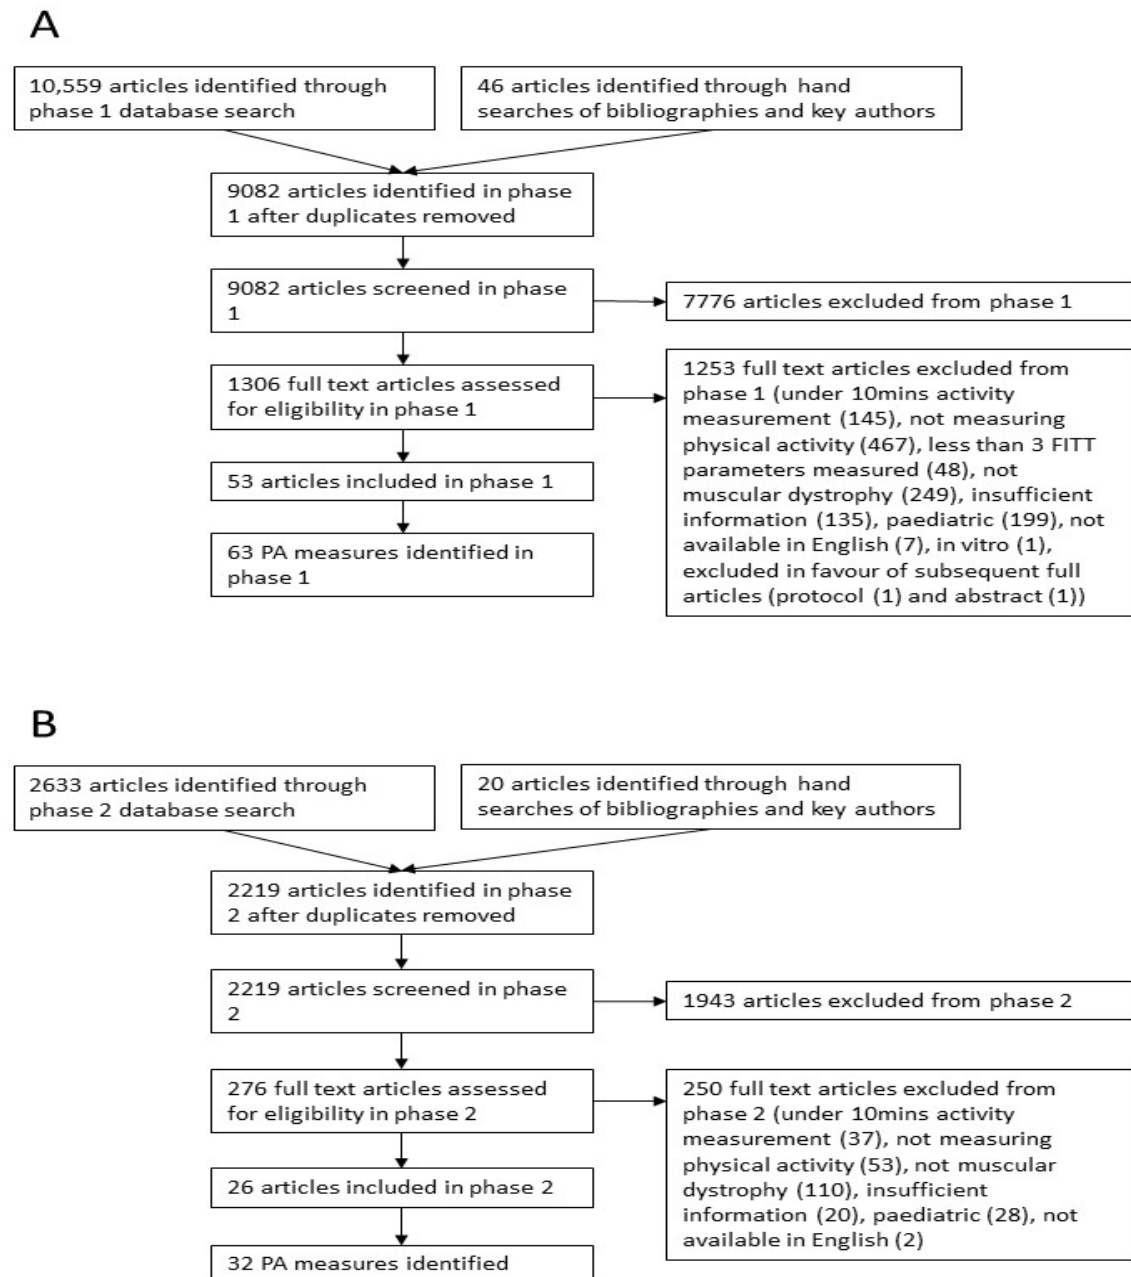 A
10,559 articles identified through
phase 1 database search
46 articles identified through hand
searches of bibliographies and key authors
9082 articles identified in phase
1 after duplicates removed
9082 articles screened in phase
1
7776 articles excluded from phase 1
1306 full text articles assessed
for eligibility in phase 1
1253 full text articles excluded from
phase 1 (under 10mins activity
measurement (145), not measuring
physical activity (467), less than 3 FITT
parameters measured (48), not
muscular dystrophy (249), insufficient
information (135), paediatric (199), not
available in English (7), in vitro (1),
excluded in favour of subsequent full
articles (protocol (1) and abstract (1))
53 articles included in phase 1
63 PA measures identified in
phase 1
B
2633 articles identified through
phase 2 database search
20 articles identified through hand
searches of bibliographies and key authors
2219 articles identified in phase
2 after duplicates removed
2219 articles screened in phase
2
1943 articles excluded from phase 2
276 full text articles assessed
for eligibility in phase 2
250 full text articles excluded from
phase 2 (under 10mins activity
measurement (37), not measuring
physical activity (53), not muscular
dystrophy (110), insufficient
information (20), paediatric (28), not
available in English (2)
26 articles included in phase 2
32 PA measures identified